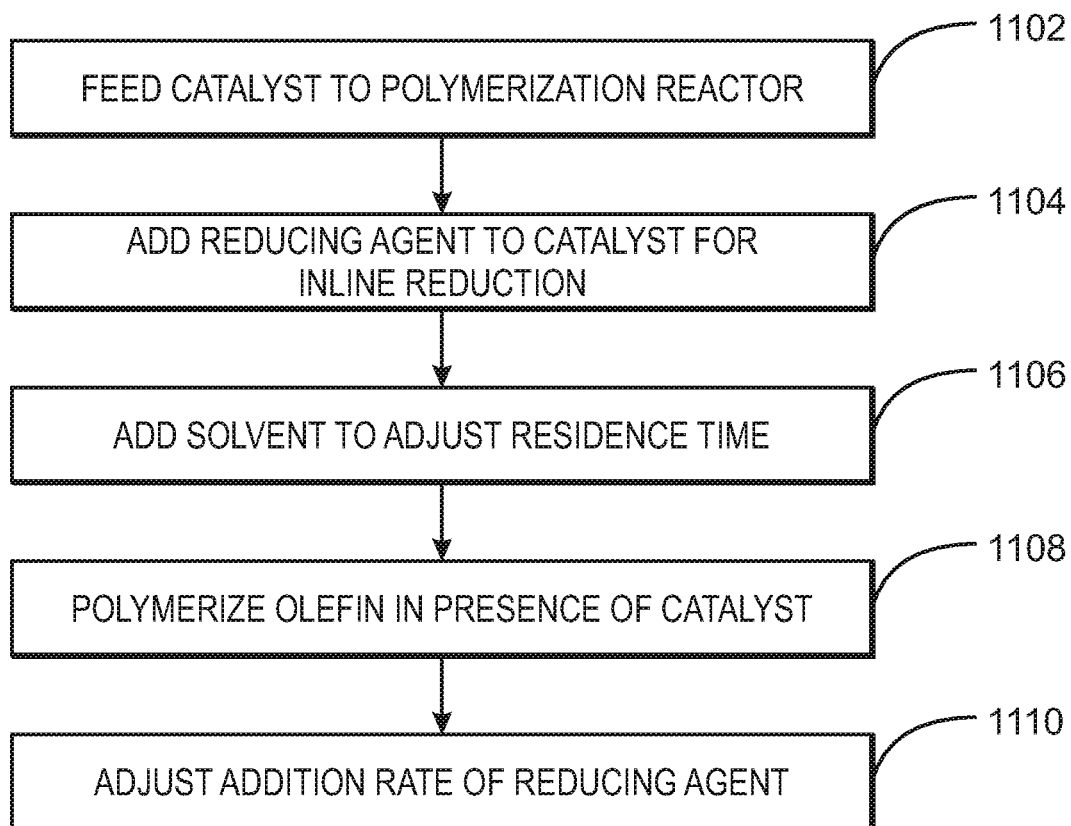 1102
FEED CATALYST TO POLYMERIZATION REACTOR
1104
ADD REDUCING AGENT TO CATALYST FOR
INLINE REDUCTION
1106
ADD SOLVENT TO ADJUST RESIDENCE TIME
1108
POLYMERIZE OLEFIN IN PRESENCE OF CATALYST
1110
ADJUST ADDITION RATE OF REDUCING AGENT